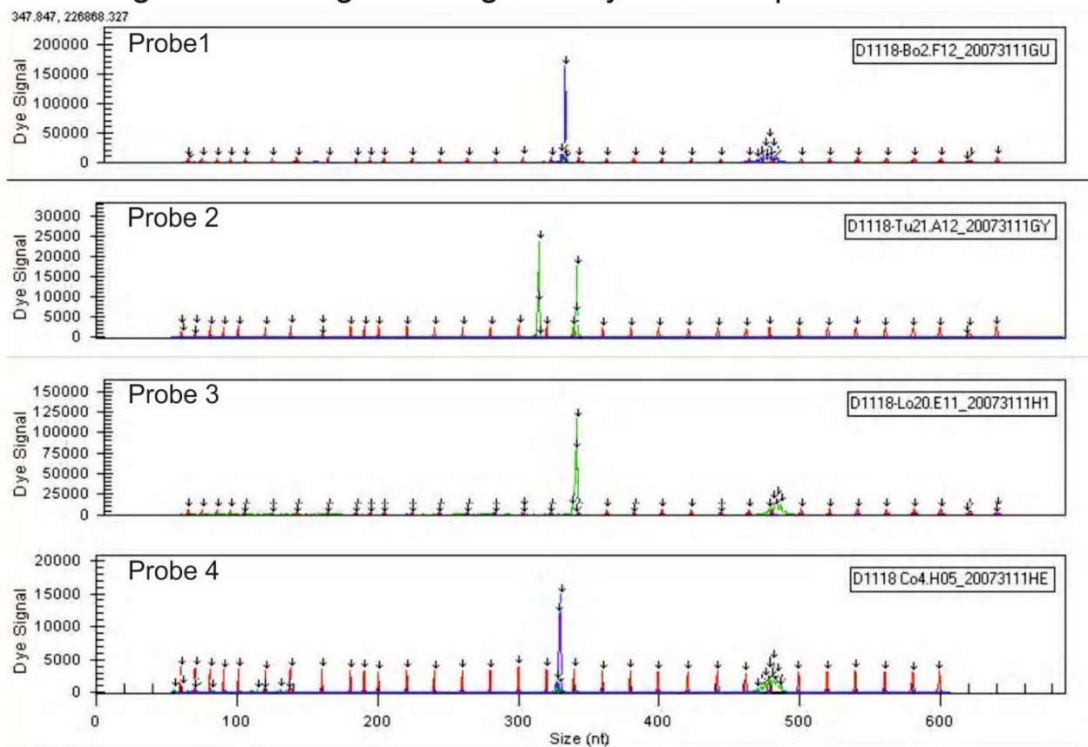 347.847, 226868.327
Probe1
D1118-Bo2.F12_20073111GU
Dye Signal
200000
150000
100000
50000
0
Probe 2
D1118-Tu21.A12_20073111GY
Dye Signal
30000
25000
20000
15000
10000
5000
0
Probe 3
D1118-Lo20.E11_20073111H1
Dye Signal
150000
125000
100000
75000
50000
25000
0
Probe 4
D1118 Co4.H05_20073111HE
Dye Signal
20000
15000
10000
5000
0
0 100 200 300 400 500 600
Size (nt)